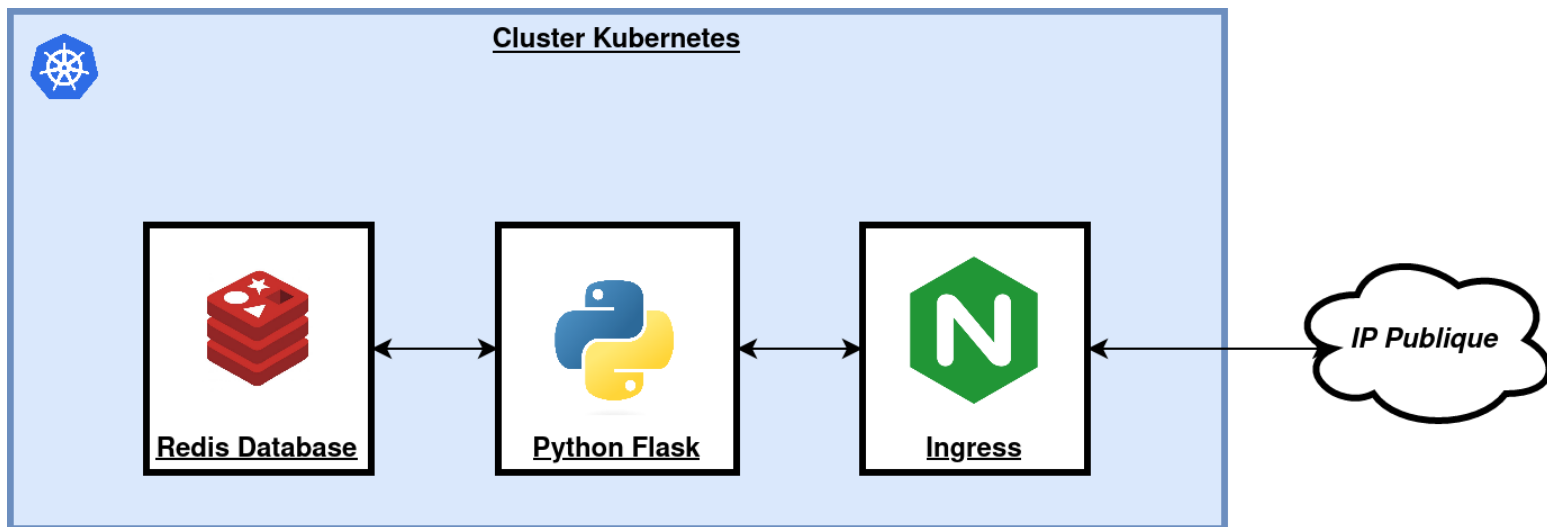 Cluster Kubernetes
Redis Database
Python Flask
Ingress
IP Publique